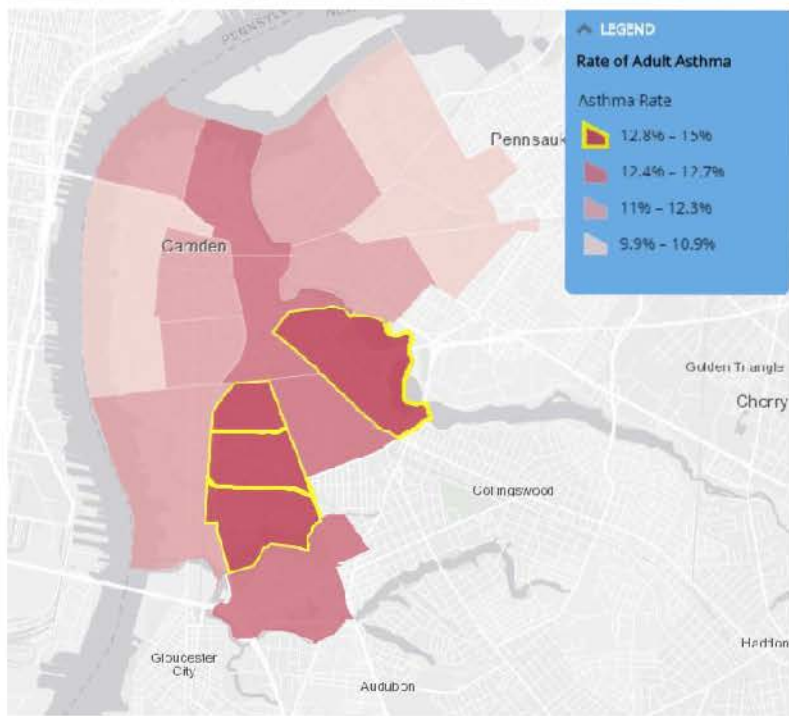 LEGEND
Rate of Adult Asthma
Asthma Rate
12.8% – 15%
12.4% – 12.7%
11% – 12.3%
9.9% – 10.9%
Pennsauk
Camden
Golden Triangle
Cherry
Collingswood
Haddon
Gloucester
City
Audubon